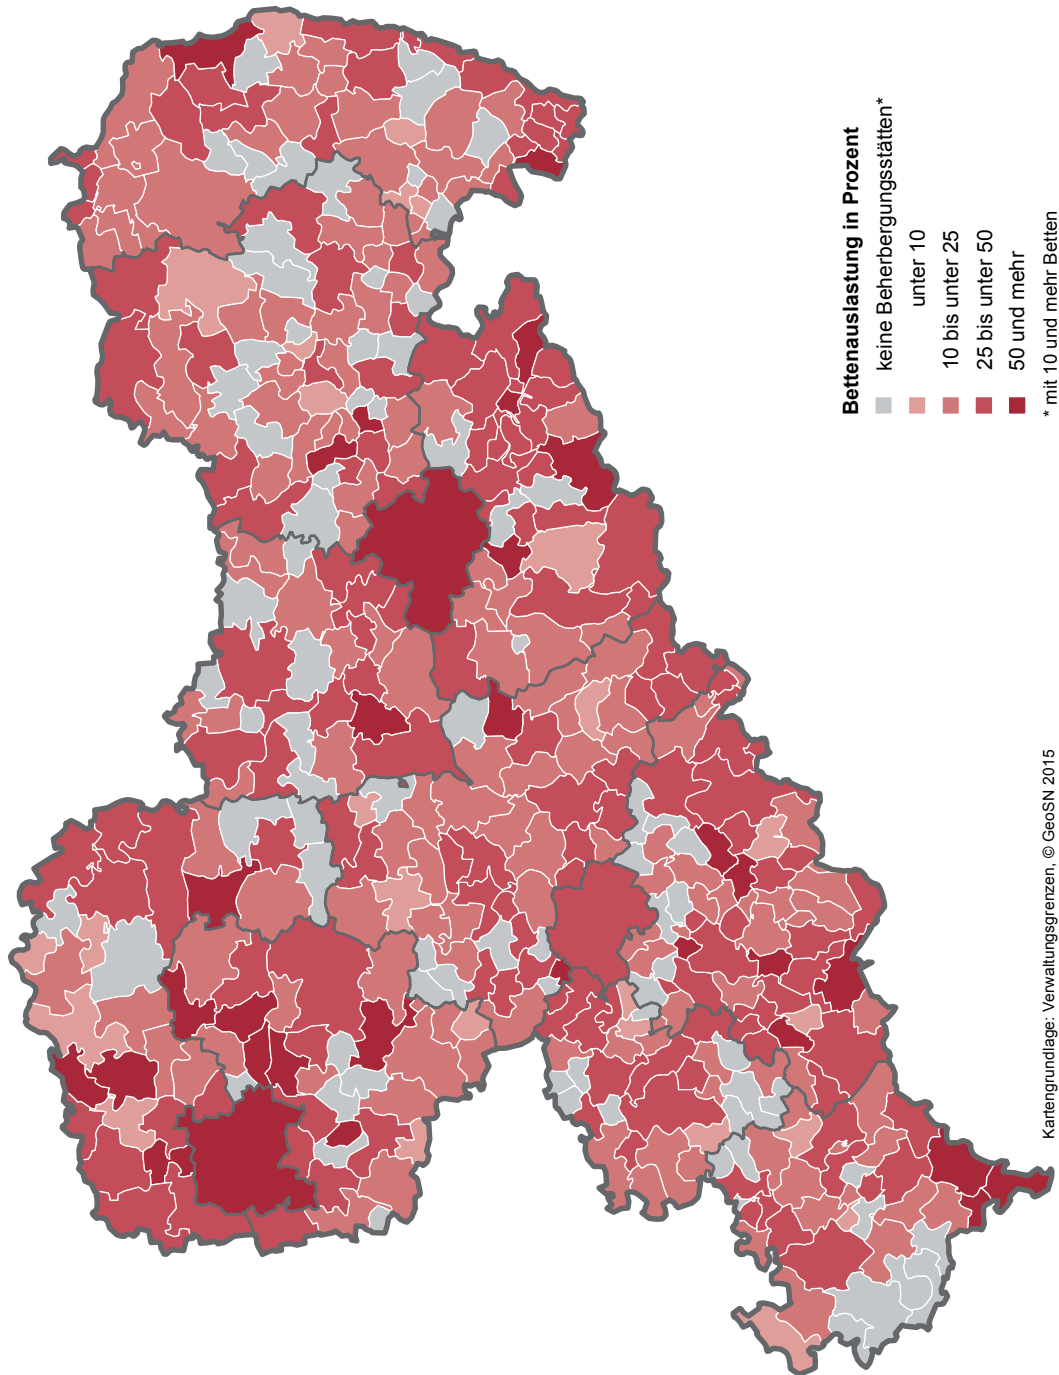 Bettenauslastung in Prozent
keine Beherbergungsstätten*
unter 10
10 bis unter 25
25 bis unter 50
50 und mehr
* mit 10 und mehr Betten
Kartengrundlage: Verwaltungsgrenzen, © GeoSN 2015